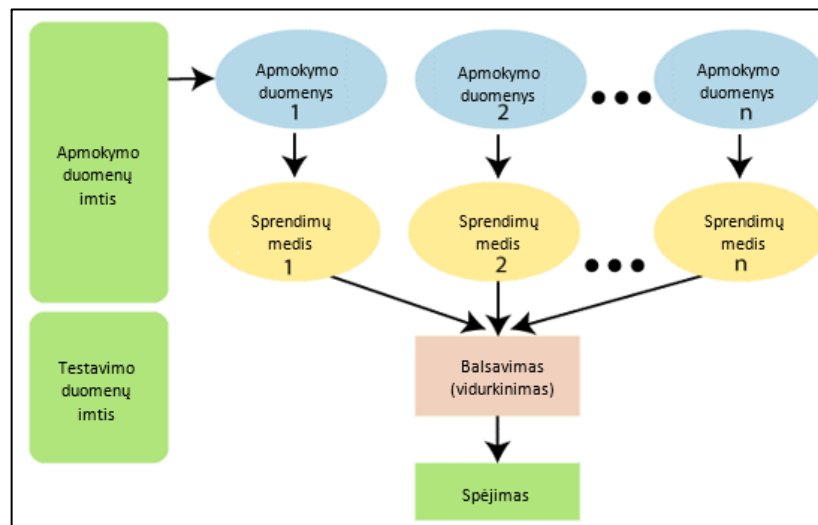 Apmokymo
duomenų
imtis
Testavimo
duomenų
imtis
Apmokymo
duomenys
1
Apmokymo
duomenys
2
Apmokymo
duomenys
n
Sprendimų
medis
1
Sprendimų
medis
2
Sprendimų
medis
n
Balsavimas
(vidurkinimas)
Spėjimas